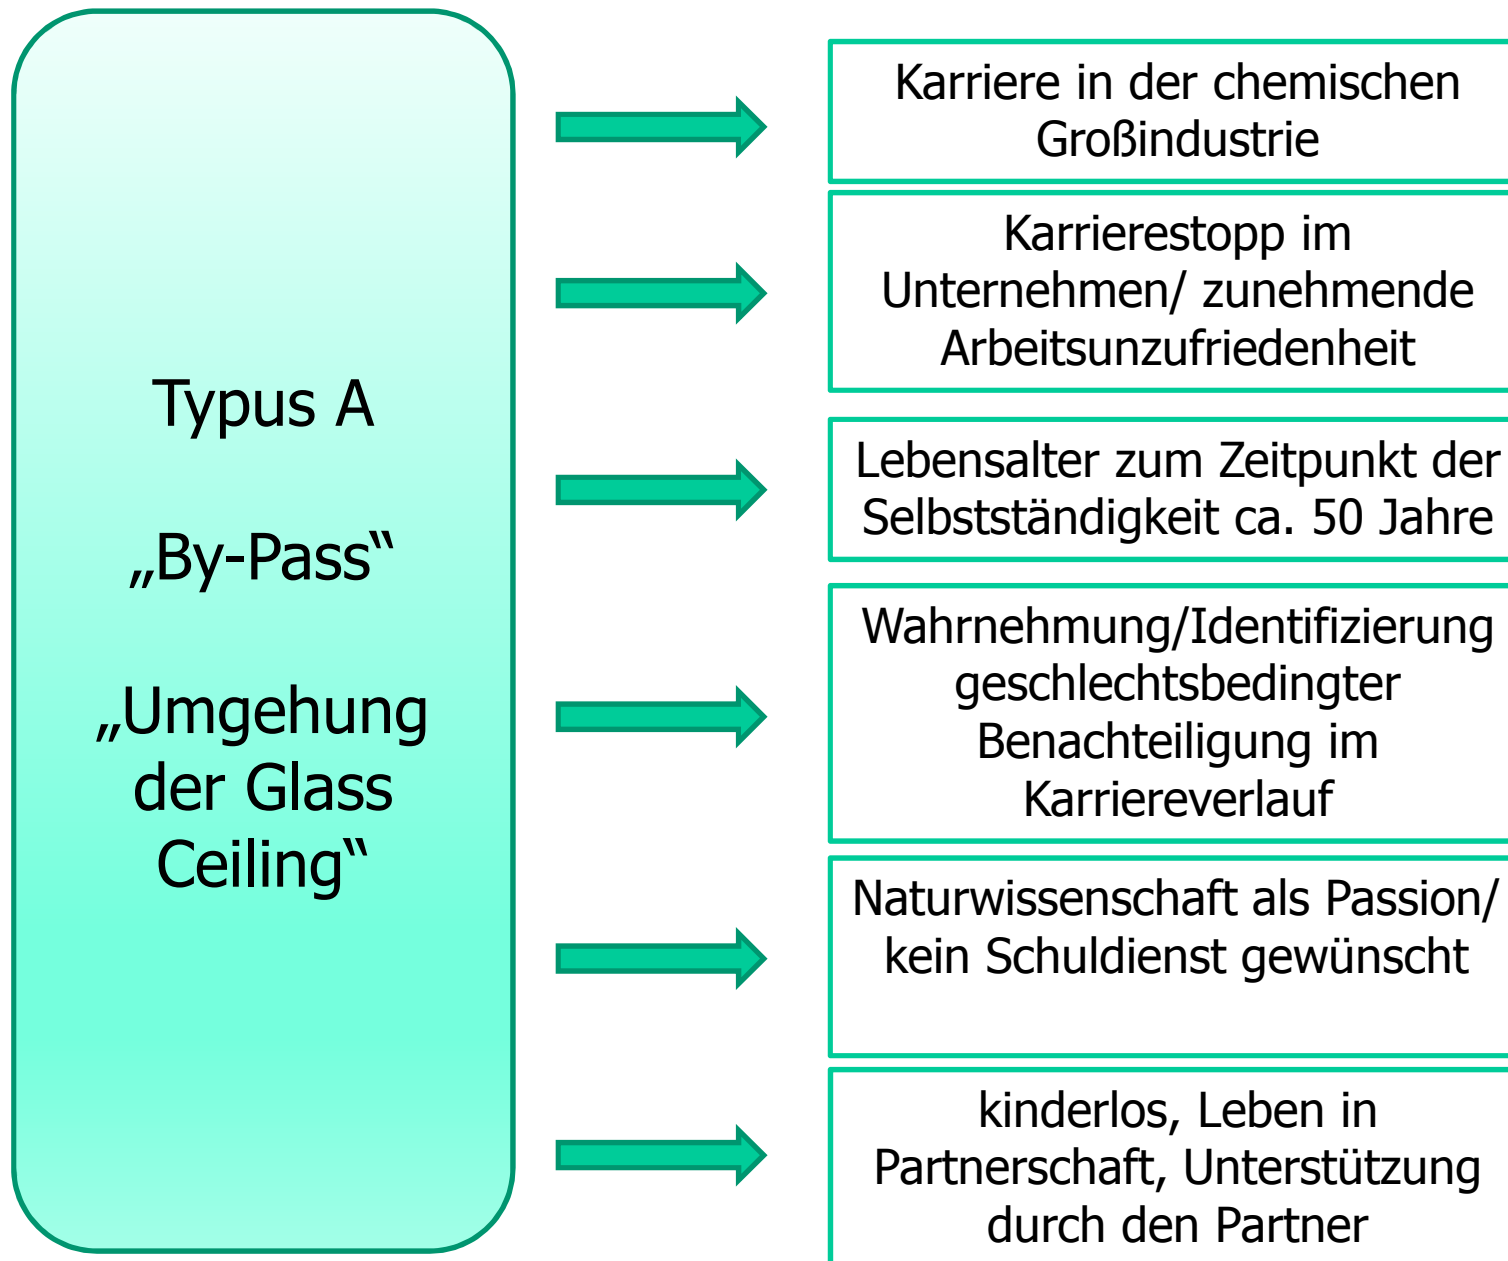 Typus A
„By-Pass“
„Umgehung
der Glass
Ceiling“
Karriere in der chemischen
Großindustrie
Karrierestopp im
Unternehmen/ zunehmende
Arbeitsunzufriedenheit
Lebensalter zum Zeitpunkt der
Selbstständigkeit ca. 50 Jahre
Wahrnehmung/Identifizierung
geschlechtsbedingter
Benachteiligung im
Karriereverlauf
Naturwissenschaft als Passion/
kein Schuldienst gewünscht
kinderlos, Leben in
Partnerschaft, Unterstützung
durch den Partner